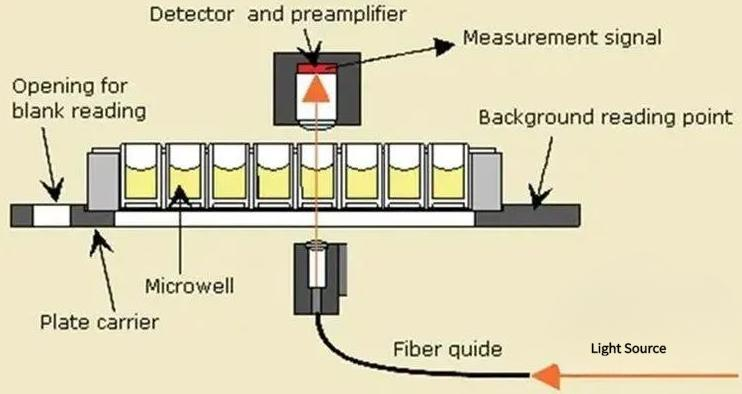 Detector and preamplifier
Measurement signal
Opening for
blank reading
Background reading point
Microwell
Plate carrier
Fiber quide
Light Source